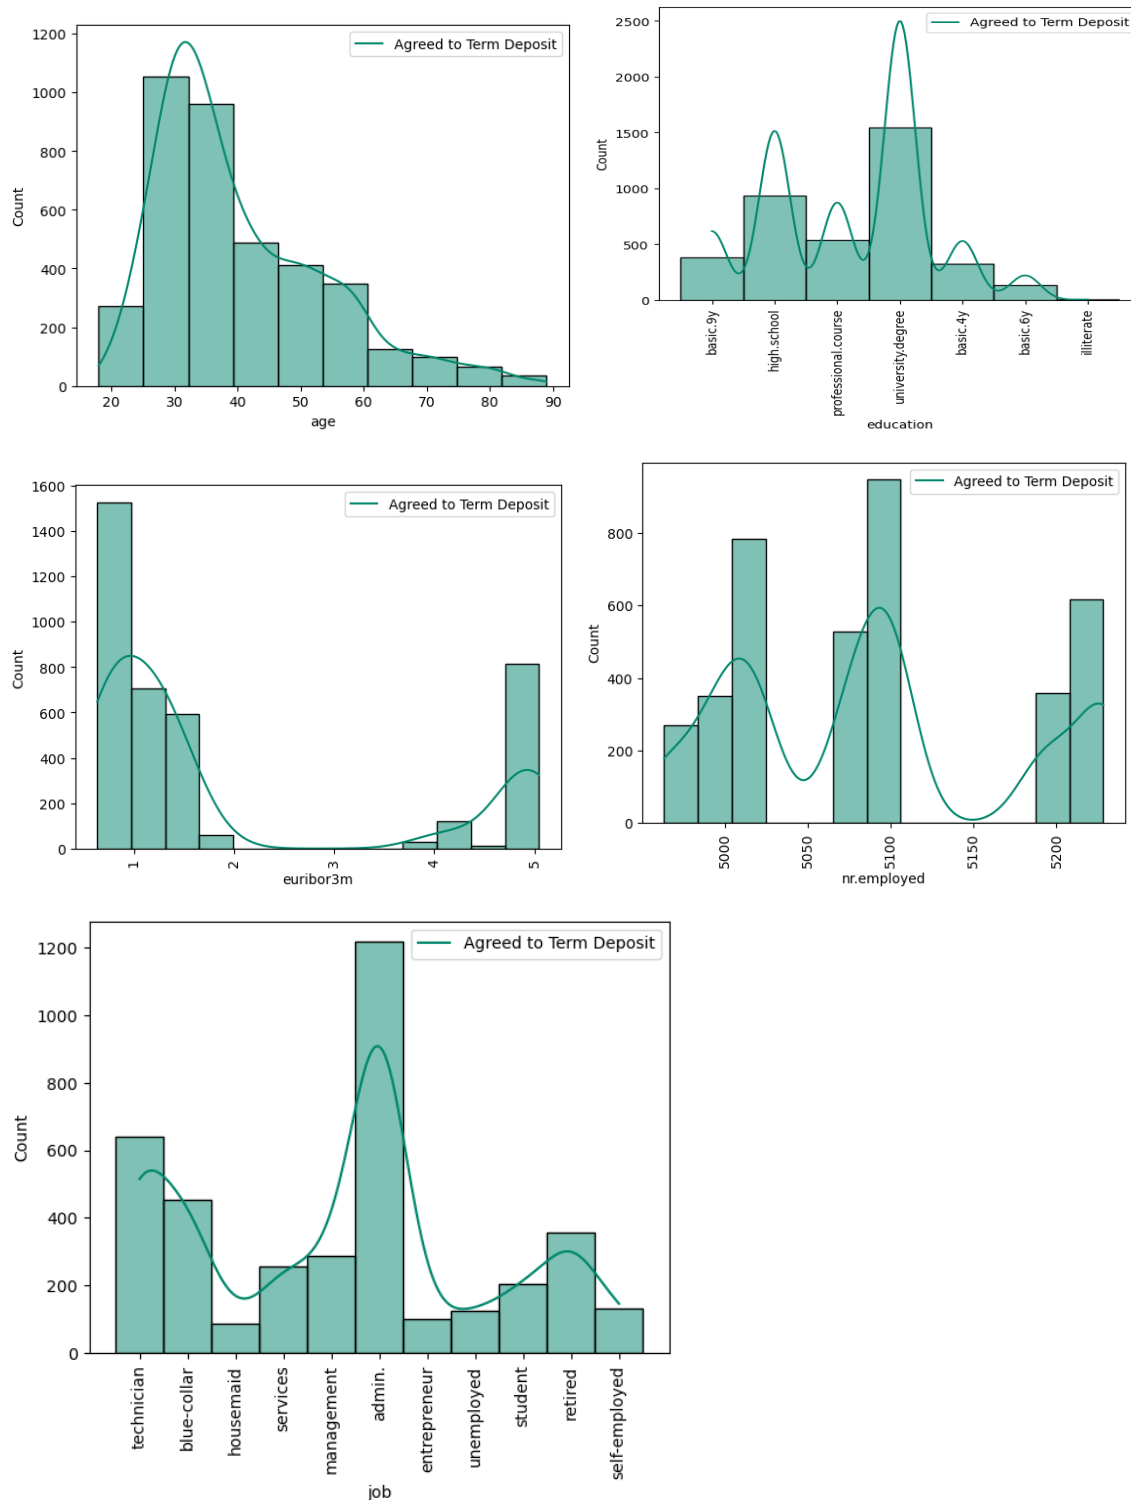 Agreed to Term Deposit
1200
1000
800
600
400
200
0
Count
20 30 40 50 60 70 80 90
age
Agreed to Term Deposit
2500
2000
1500
1000
500
0
Count
basic.9y
high.school
professional.course
university.degree
basic.4y
basic.6y
illiterate
education
Agreed to Term Deposit
1600
1400
1200
1000
800
600
400
200
0
Count
1 2 3 4 5
euribor3m
Agreed to Term Deposit
800
600
400
200
0
Count
5000 5050 5100 5150 5200
nr.employed
Agreed to Term Deposit
1200
1000
800
600
400
200
0
Count
technician
blue-collar
housemaid
services
management
admin.
entrepreneur
unemployed
student
retired
self-employed
job